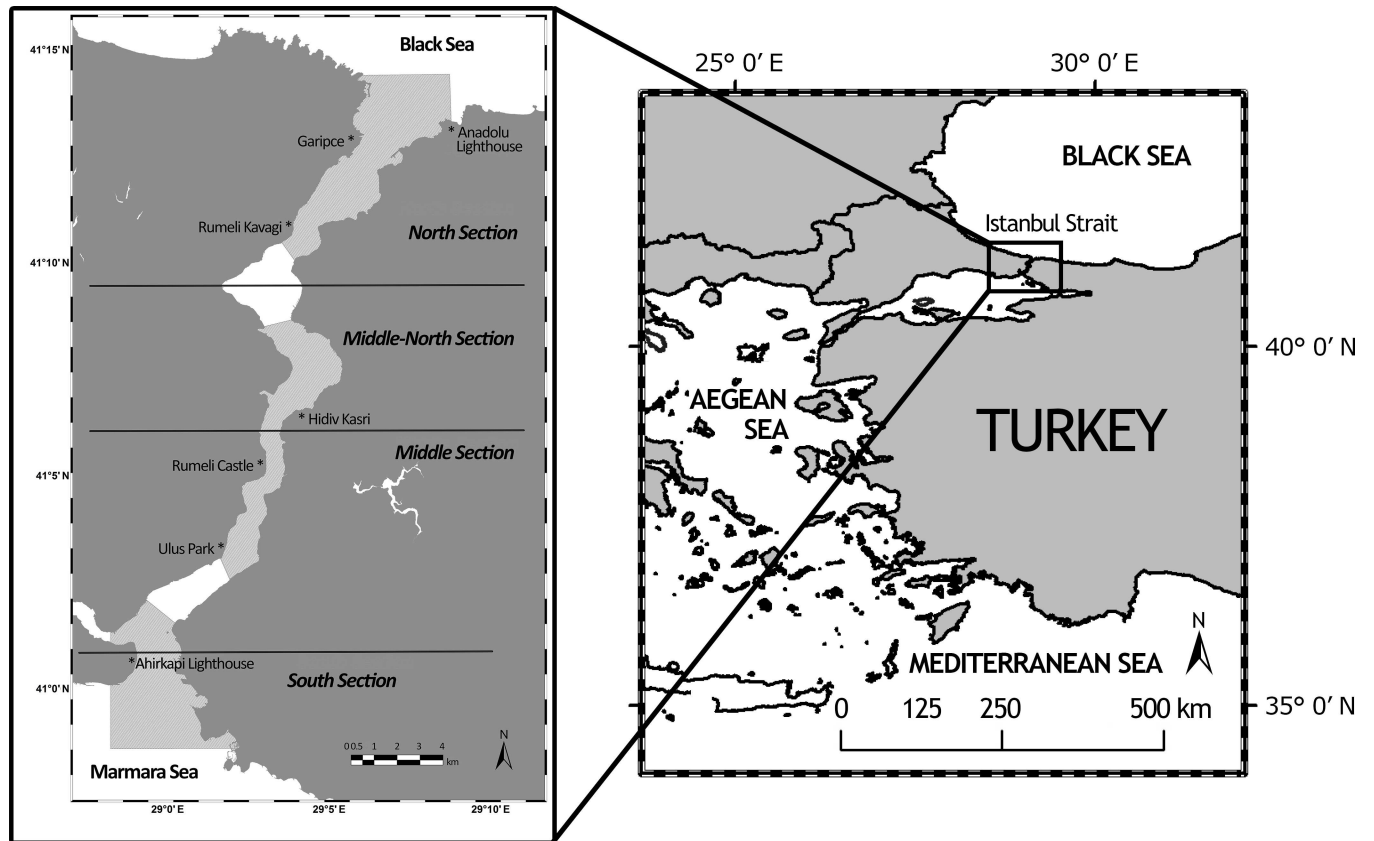 41°15' N
Black Sea
Garipce *
* Anadolu
Lighthouse
Rumeli Kavagi *
North Section
41°10' N
Middle-North Section
* Hidiv Kasri
Middle Section
Rumeli Castle *
41°5' N
Ulus Park *
*Ahirkapi Lighthouse
South Section
41°0' N
Marmara Sea
0 0.5 1 2 3 4
km
N
29°0' E
29°5' E
29°10' E
25° 0' E
30° 0' E
BLACK SEA
Istanbul Strait
40° 0' N
AEGEAN
SEA
TURKEY
N
MEDITERRANEAN SEA
0 125 250 500 km
35° 0' N